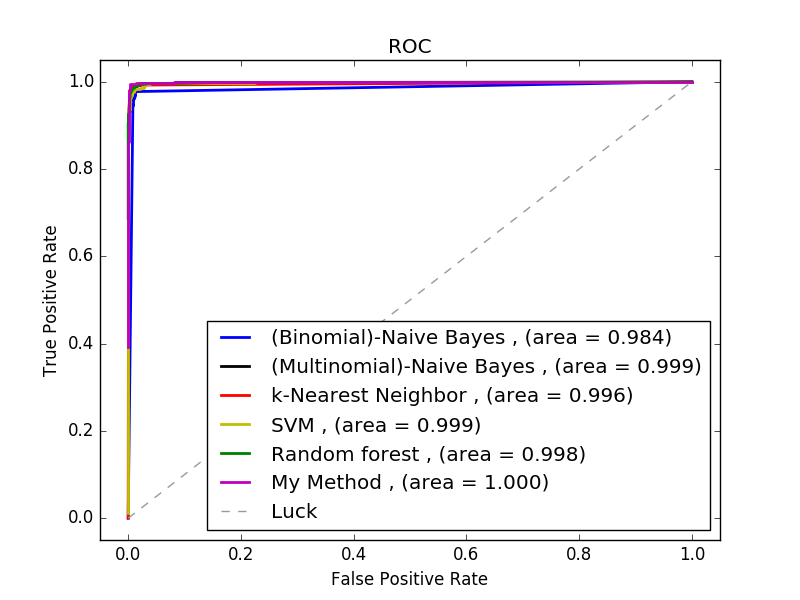 ROC
True Positive Rate
1.0
0.8
0.6
0.4
0.2
0.0
(Binomial)-Naive Bayes , (area = 0.984)
(Multinomial)-Naive Bayes , (area = 0.999)
k-Nearest Neighbor , (area = 0.996)
SVM , (area = 0.999)
Random forest , (area = 0.998)
My Method , (area = 1.000)
Luck
0.0 0.2 0.4 0.6 0.8 1.0
False Positive Rate